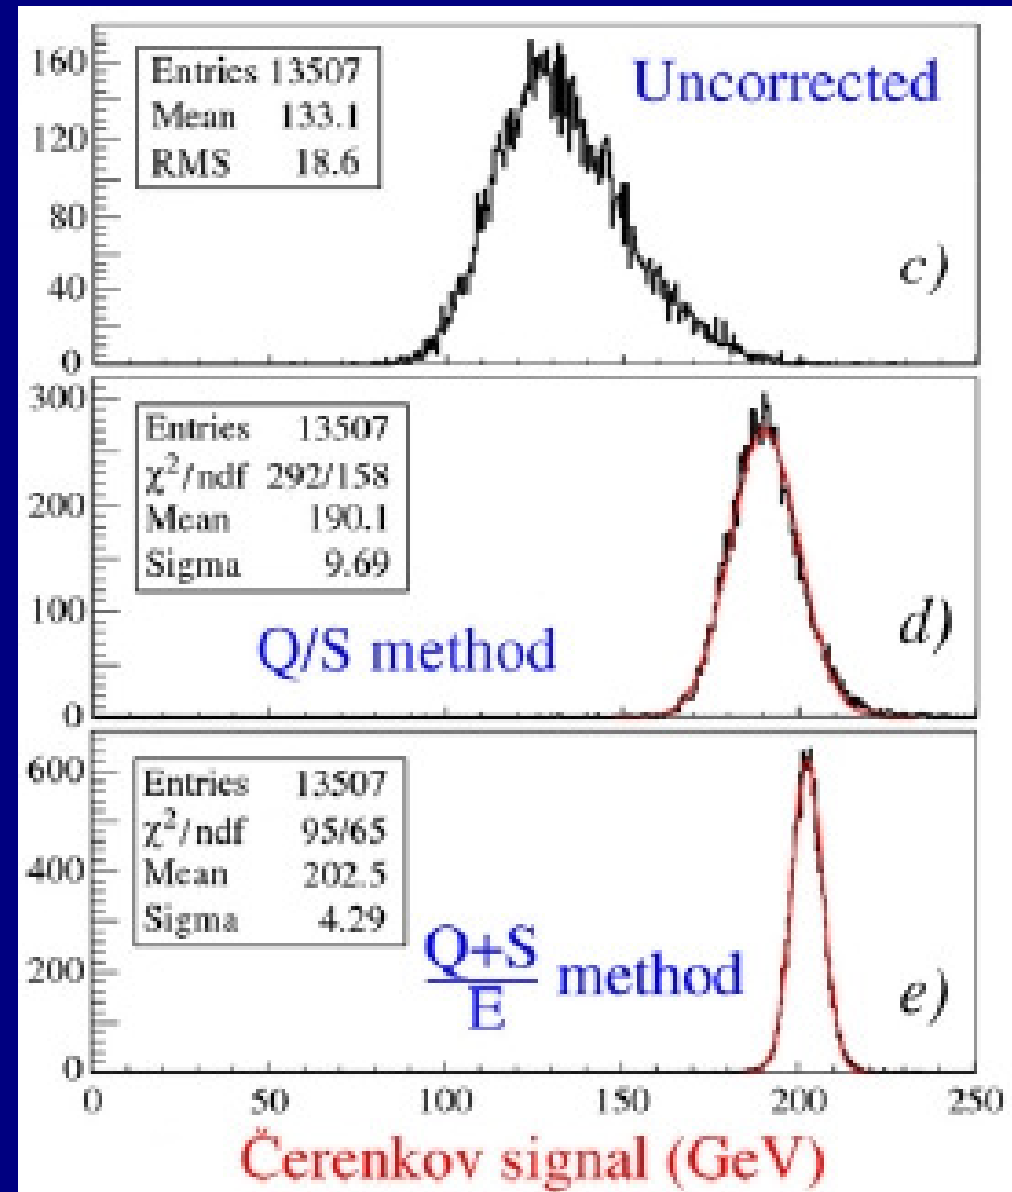 160
120
80
40
0
Entries 13507
Mean 133.1
RMS 18.6
Uncorrected
c)
300
200
100
0
Entries 13507
χ²/ndf 292/158
Mean 190.1
Sigma 9.69
Q/S method
d)
600
400
200
0
Entries 13507
χ²/ndf 95/65
Mean 202.5
Sigma 4.29
Q+S
E
method
e)
0 50 100 150 200 250
Čerenkov signal (GeV)